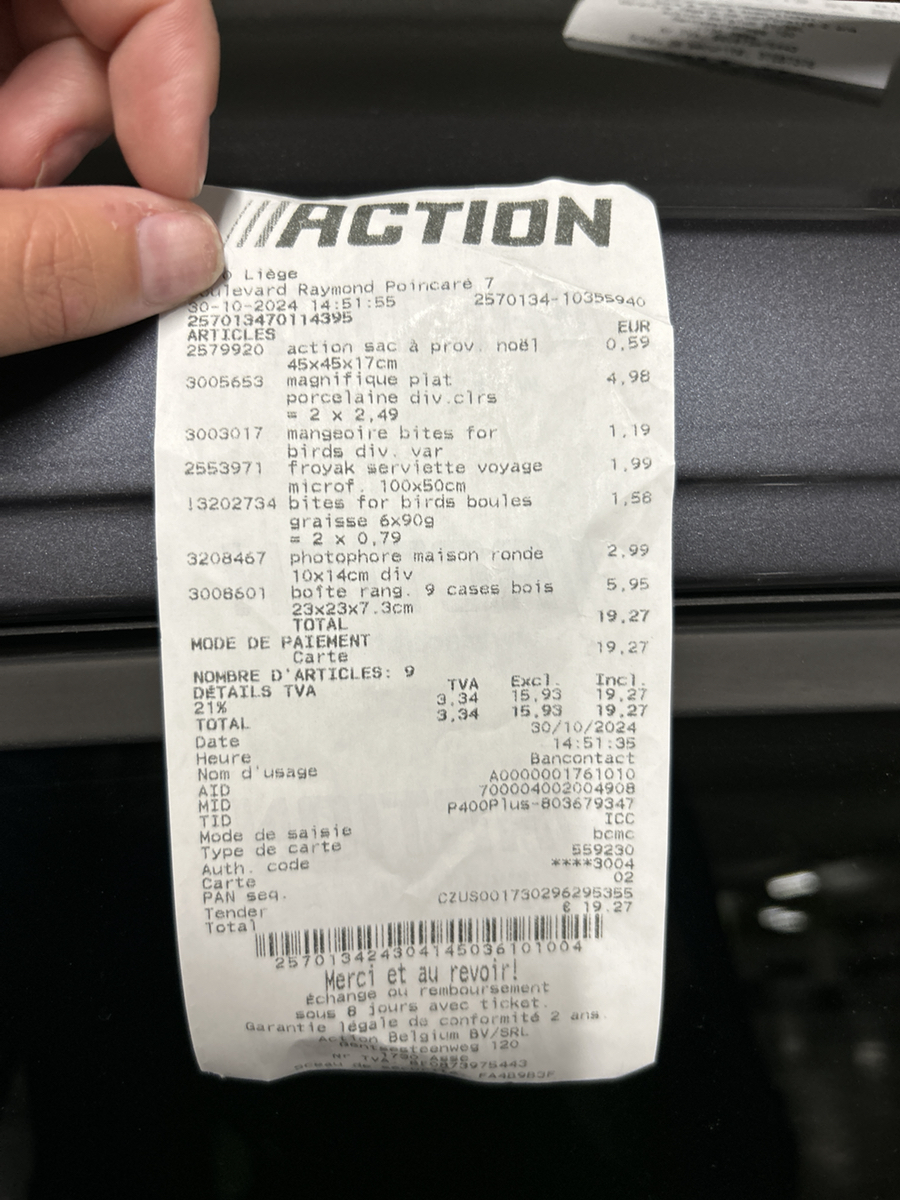 ACTION
Liège
Boulevard Raymond Poincaré 7
30-10-2024 14:51:55 2570134-10355940
257013470114395
ARTICLES EUR
2579920 action sac à prov. noël 0,59
45x45x17cm
3005653 magnifique plat 4,98
porcelaine div.clrs
= 2 x 2,49
3003017 mangeoire bites for 1,19
birds div. var
2553971 froyak serviette voyage 1,99
microf. 100x50cm
!3202734 bites for birds boules 1,58
graisse 6x90g
= 2 x 0,79
3208467 photophore maison ronde 2,99
10x14cm div
3008601 boîte rang. 9 cases bois 5,95
23x23x7.3cm
TOTAL 19,27
MODE DE PAIEMENT
Carte 19,27
NOMBRE D'ARTICLES: 9
DÉTAILS TVA TVA Excl. Incl.
21% 3,34 15,93 19,27
TOTAL 3,34 15,93 19,27
Date 30/10/2024
Heure 14:51:35
Nom d'usage Bancontact
AID A0000001761010
MID 700004002004908
TID P400Plus-803679347
Mode de saisie ICC
Type de carte bcmc
Auth. code 559230
Carte ****3004
PAN seq. 02
Tender CZUS001730296295355
Total € 19.27
257013424304145036101004
Merci et au revoir!
Échange ou remboursement
sous 8 jours avec ticket.
Garantie légale de conformité 2 ans.
Action Belgium BV/SRL
120
1730 Asse
Nr TVA